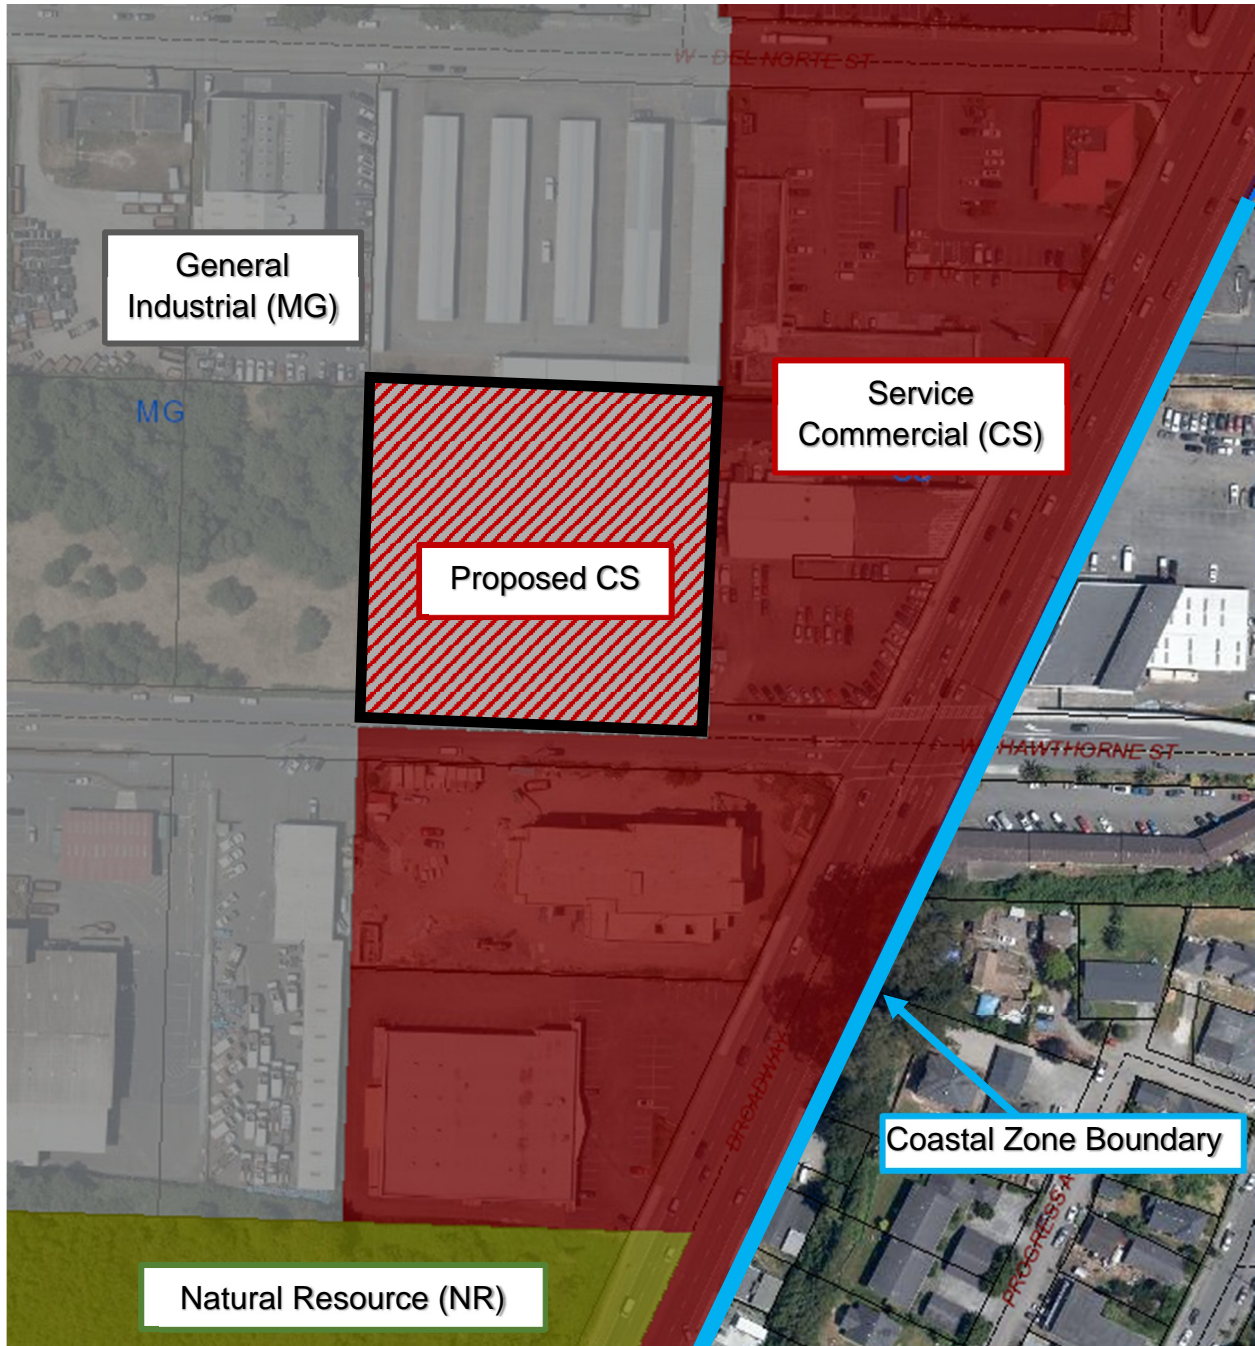 W DEL NORTE ST
General
Industrial (MG)
MG
Service
Commercial (CS)
Proposed CS
W HAWTHORNE ST
BROADWAY
Coastal Zone Boundary
Natural Resource (NR)